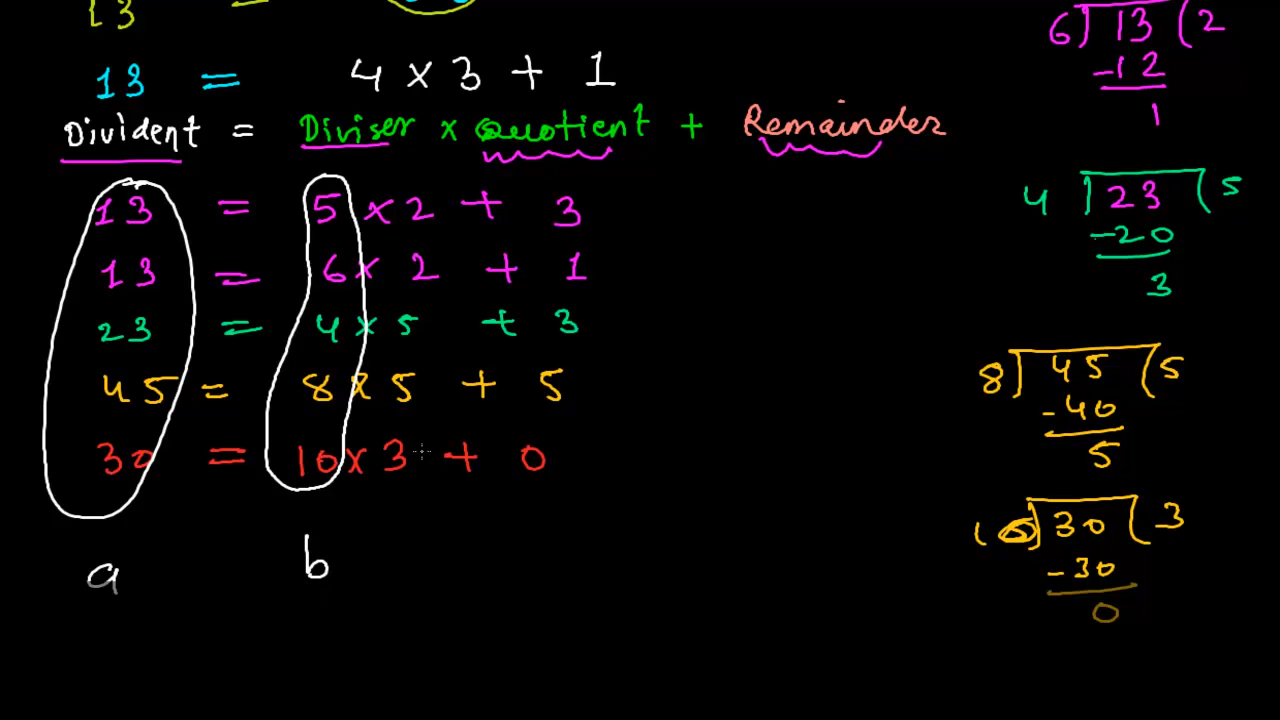 13 =
13 = 4 × 3 + 1
Divident = Diviser × Quotient + Remainder
13 = 5 × 2 + 3
13 = 6 × 2 + 1
23 = 4 × 5 + 3
45 = 8 × 5 + 5
30 = 10 × 3 + 0
a b
6) 13 (2
-12
1
4) 23 (5
-20
3
8) 45 (5
-40
5
30 (3
-30
0